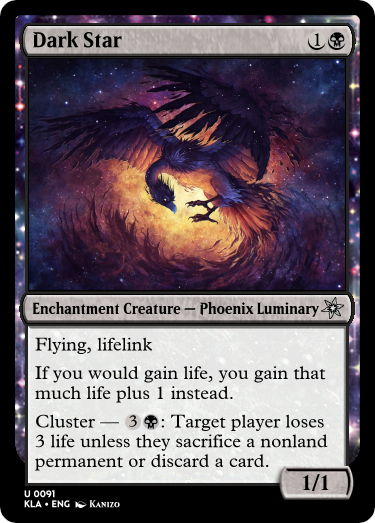 Dark Star 1
Enchantment Creature — Phoenix Luminary
Flying, lifelink
If you would gain life, you gain that
much life plus 1 instead.
Cluster — 3: Target player loses
3 life unless they sacrifice a nonland
permanent or discard a card.
1/1
U 0091
KLA • ENG Kanizo